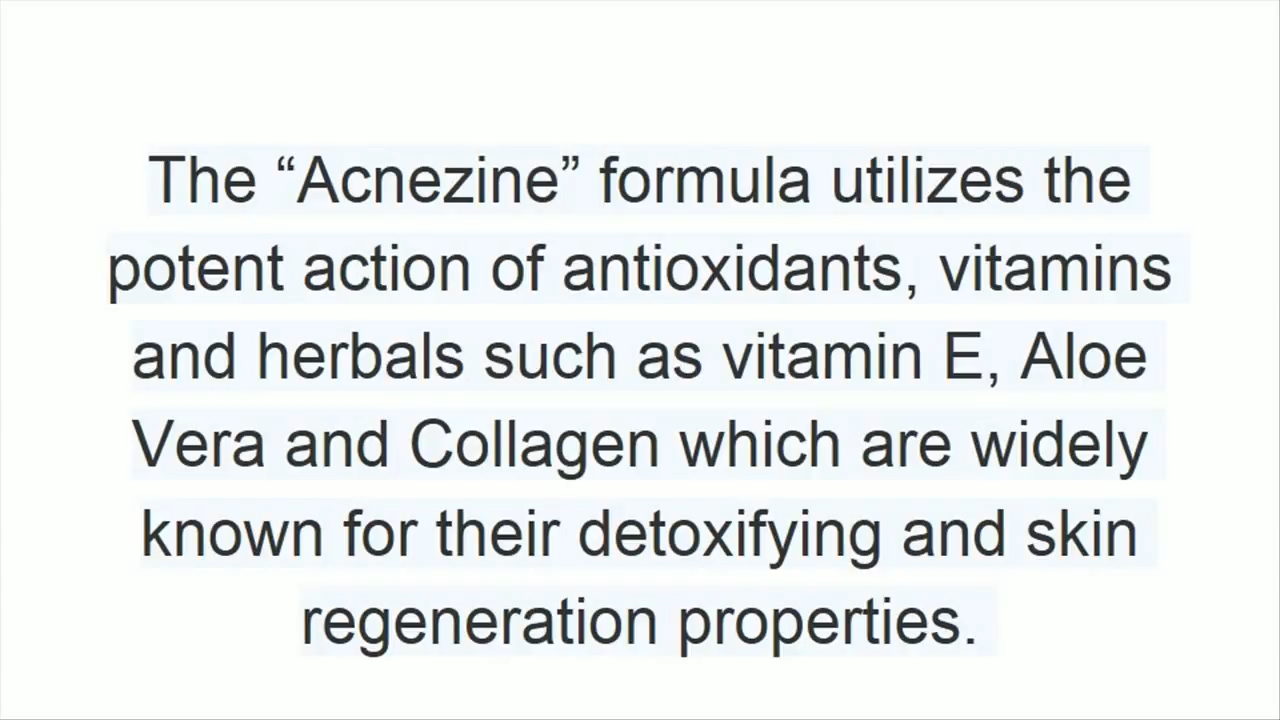 The “Acnezine” formula utilizes the
potent action of antioxidants, vitamins
and herbals such as vitamin E, Aloe
Vera and Collagen which are widely
known for their detoxifying and skin
regeneration properties.